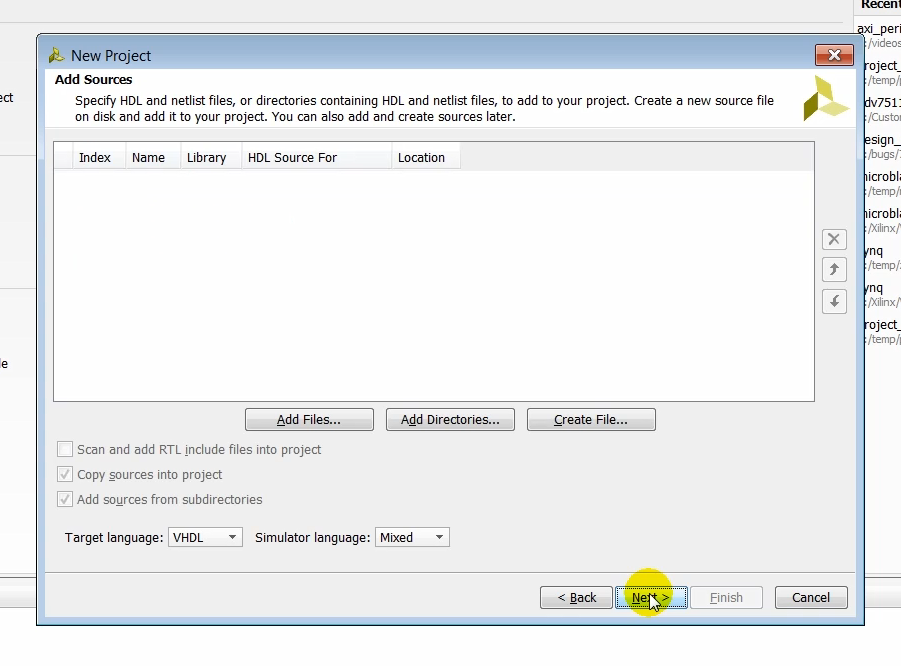 Recent
New Project
axi_peri
:/videos
Add Sources
Specify HDL and netlist files, or directories containing HDL and netlist files, to add to your project. Create a new source file
on disk and add it to your project. You can also add and create sources later.
ect
roject_
:/temp/p
dv7511
:/Custor
esign_
:/bugs/7
Index Name Library HDL Source For Location
icrobla
:/temp/
icrobla
:/Xilinx/V
ynq
:/temp/z
ynq
:/Xilinx/V
roject_
:/temp/p
le
Add Files... Add Directories... Create File...
Scan and add RTL include files into project
Copy sources into project
Add sources from subdirectories
Target language: VHDL Simulator language: Mixed
< Back Next > Finish Cancel